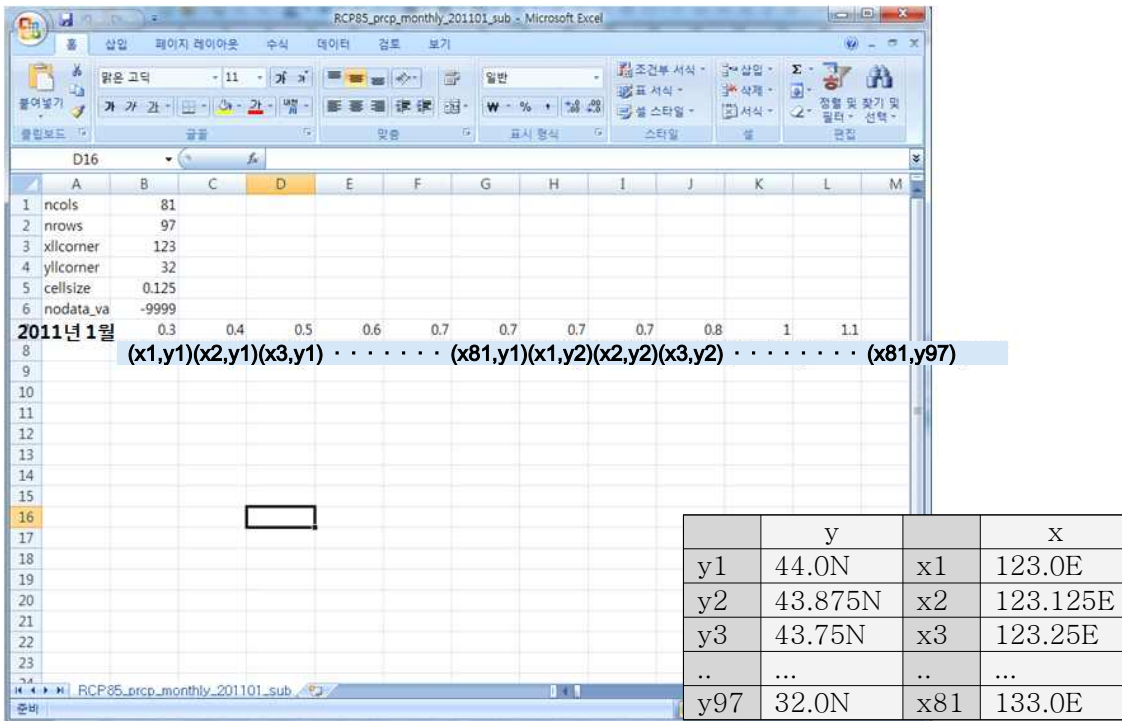 RCP85_prcp_monthly_201101_sub - Microsoft Excel
홈 삽입 페이지 레이아웃 수식 데이터 검토 보기
붙여넣기
클립보드
맑은 고딕 11
가 가 가
글꼴
맞춤
일반
표시 형식
조건부 서식
표 서식
셀 스타일
스타일
삽입
삭제
서식
셀
정렬 및 필터
찾기 및 선택
편집
D16
A B C D E F G H I J K L M
1 ncols 81
2 nrows 97
3 xllcorner 123
4 yllcorner 32
5 cellsize 0.125
6 nodata_va -9999
2011년 1월 0.3 0.4 0.5 0.6 0.7 0.7 0.7 0.7 0.8 1 1.1
8 (x1,y1)(x2,y1)(x3,y1) · · · · · · · (x81,y1)(x1,y2)(x2,y2)(x3,y2) · · · · · · · · (x81,y97)
9
10
11
12
13
14
15
16
17
18
19
20
21
22
23
RCP85_prcp_monthly_201101_sub
준비
y x
y1 44.0N x1 123.0E
y2 43.875N x2 123.125E
y3 43.75N x3 123.25E
.. ... .. ...
y97 32.0N x81 133.0E